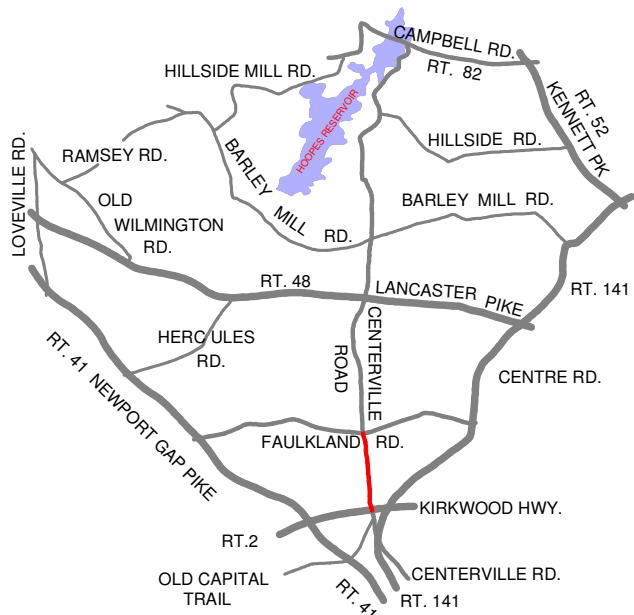 CAMPBELL RD.
RT. 82
HILLSIDE MILL RD.
HOOPES RESERVOIR
RT. 52
KENNETT PK
HILLSIDE RD.
RAMSEY RD.
BARLEY MILL RD.
LOVEVILLE RD.
OLD
WILMINGTON
RD.
BARLEY MILL RD.
RT. 48
LANCASTER PIKE
RT. 141
HERCULES
RD.
CENTERVILLE
ROAD
CENTRE RD.
RT. 41 NEWPORT GAP PIKE
FAULKLAND RD.
KIRKWOOD HWY.
RT.2
OLD CAPITAL
TRAIL
CENTERVILLE RD.
RT. 41
RT. 141